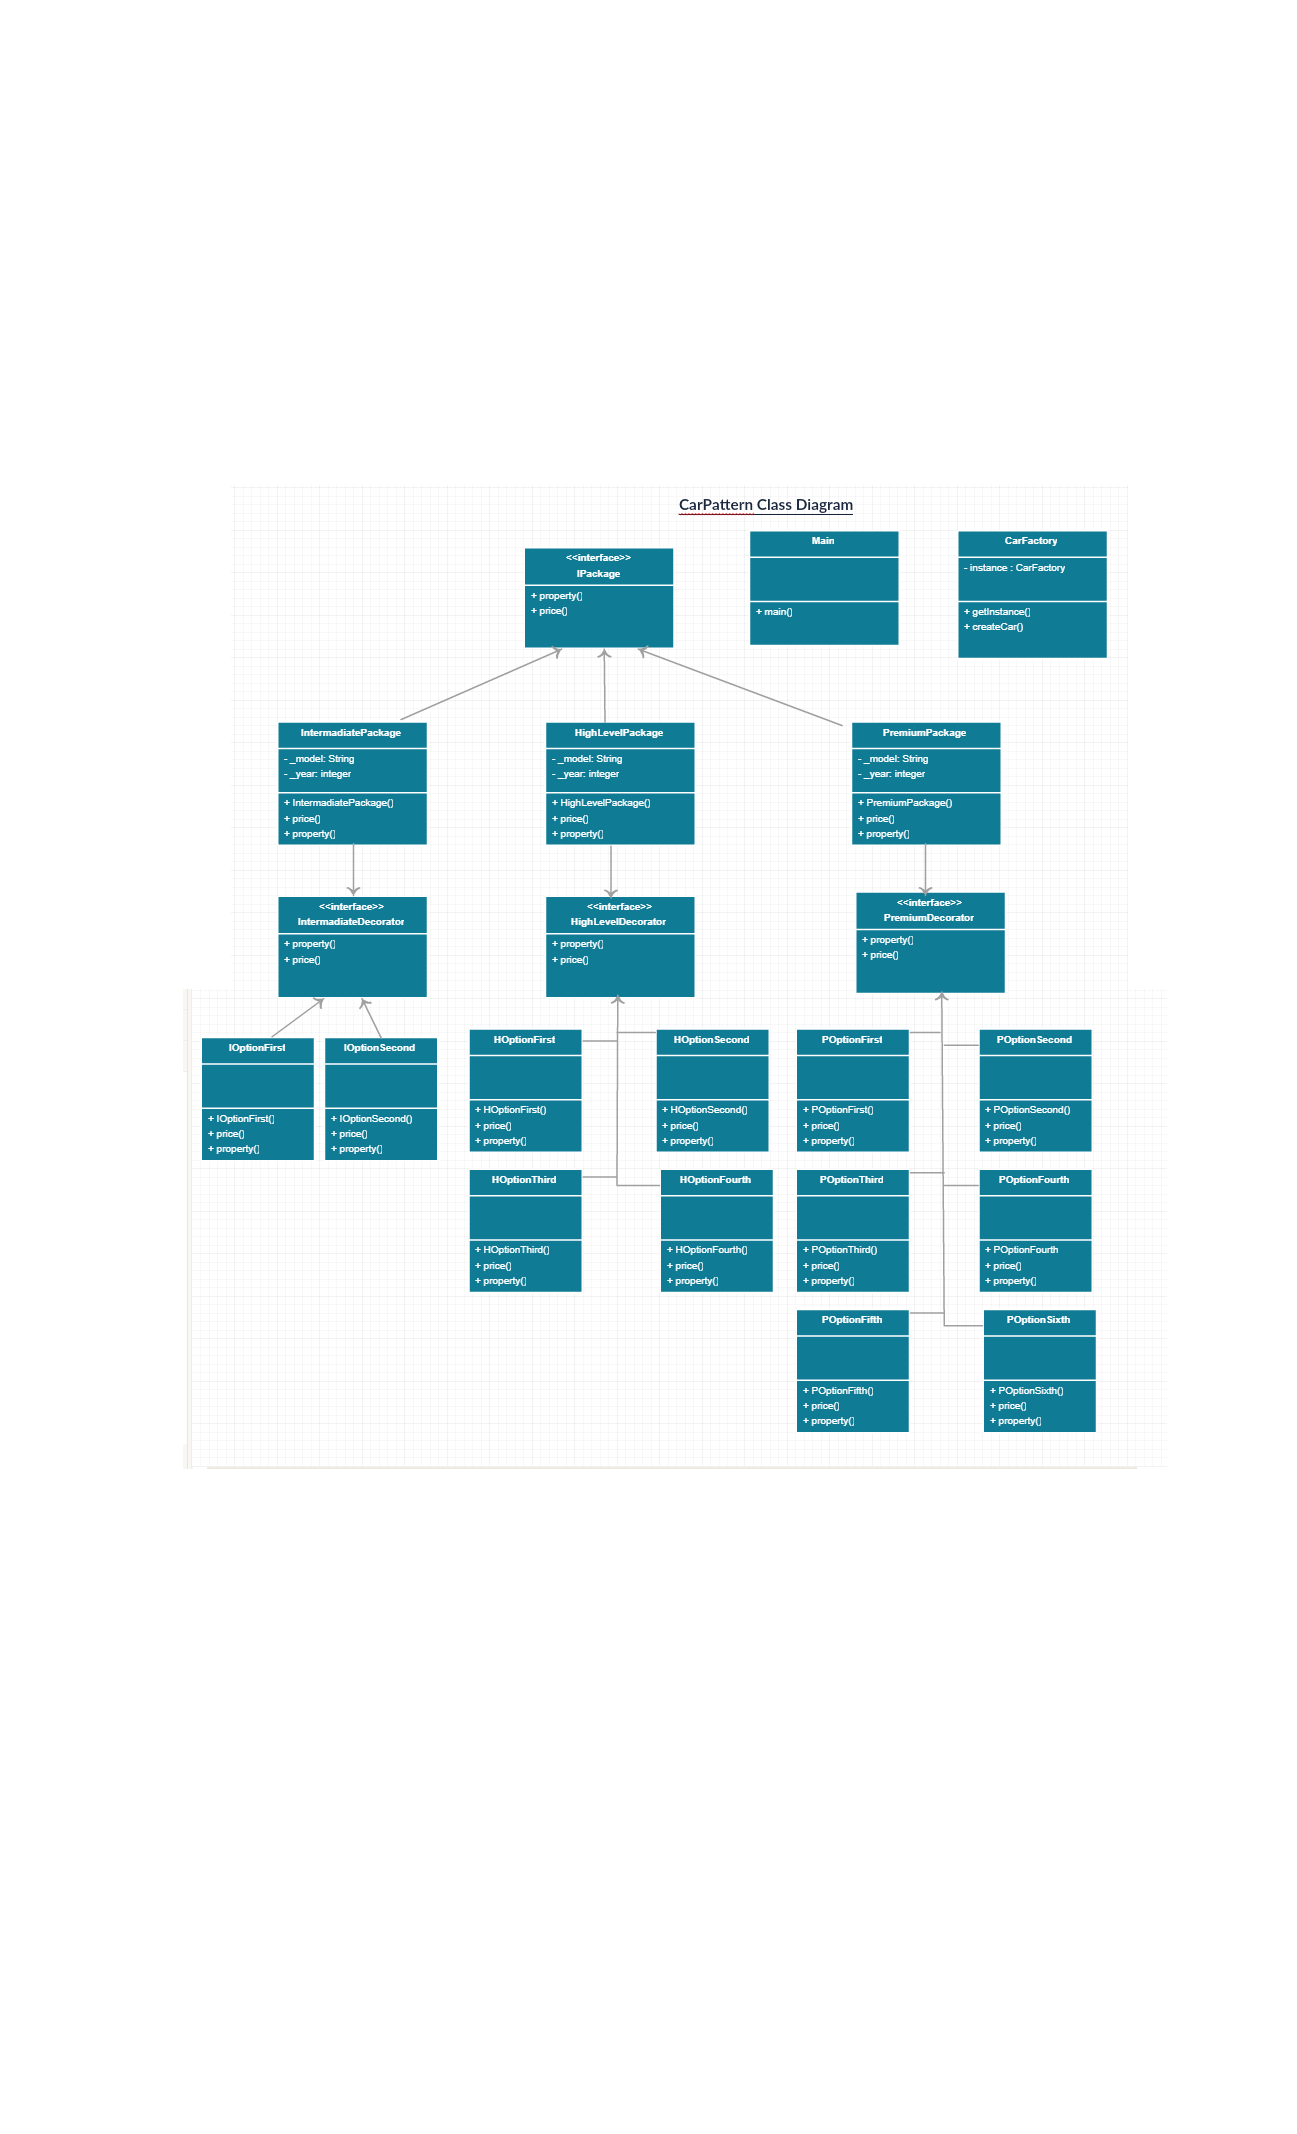 CarPattern Class Diagram
<<interface>>
IPackage
+ property()
+ price()
Main
+ main()
CarFactory
- instance : CarFactory
+ getInstance()
+ createCar()
IntermadiatePackage
- _model: String
- _year: integer
+ IntermadiatePackage()
+ price()
+ property()
HighLevelPackage
- _model: String
- _year: integer
+ HighLevelPackage()
+ price()
+ property()
PremiumPackage
- _model: String
- _year: integer
+ PremiumPackage()
+ price()
+ property()
<<interface>>
IntermadiateDecorator
+ property()
+ price()
<<interface>>
HighLevelDecorator
+ property()
+ price()
<<interface>>
PremiumDecorator
+ property()
+ price()
IOptionFirst
+ IOptionFirst()
+ price()
+ property()
IOptionSecond
+ IOptionSecond()
+ price()
+ property()
HOptionFirst
+ HOptionFirst()
+ price()
+ property()
HOptionSecond
+ HOptionSecond()
+ price()
+ property()
POptionFirst
+ POptionFirst()
+ price()
+ property()
POptionSecond
+ POptionSecond()
+ price()
+ property()
HOptionThird
+ HOptionThird()
+ price()
+ property()
HOptionFourth
+ HOptionFourth()
+ price()
+ property()
POptionThird
+ POptionThird()
+ price()
+ property()
POptionFourth
+ POptionFourth
+ price()
+ property()
POptionFifth
+ POptionFifth()
+ price()
+ property()
POptionSixth
+ POptionSixth()
+ price()
+ property()